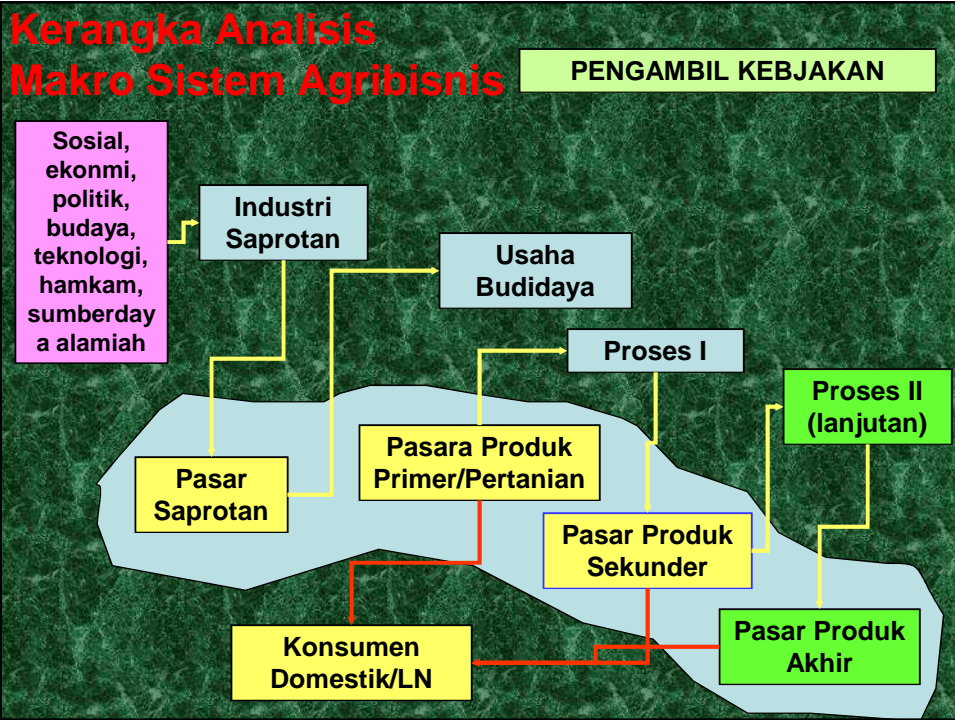 Kerangka Analisis
Makro Sistem Agribisnis
PENGAMBIL KEBJAKAN
Sosial,
ekonmi,
politik,
budaya,
teknologi,
hamkam,
sumberday
a alamiah
Industri
Saprotan
Usaha
Budidaya
Proses I
Proses II
(lanjutan)
Pasara Produk
Primer/Pertanian
Pasar
Saprotan
Pasar Produk
Sekunder
Pasar Produk
Akhir
Konsumen
Domestik/LN